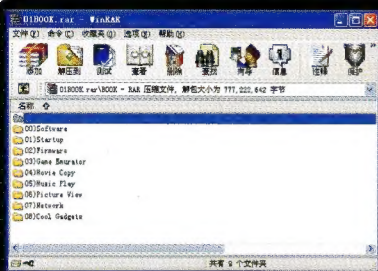 01BOOK.rar - WinRAR
文件(F) 命令(C) 收藏夹(O) 选项(N) 帮助(H)
添加 解压到 测试 查看 删除 查找 向导 信息 注释 保护
01BOOK.rar\BOOK - RAR 压缩文件, 解包大小为 777,222,642 字节
名称
00)Software
01)Startup
02)Firmware
03)Game Emurator
04)Movie Copy
05)Music Play
06)Picture View
07)Network
08)Cool Gadgets
共有 9 个文件夹